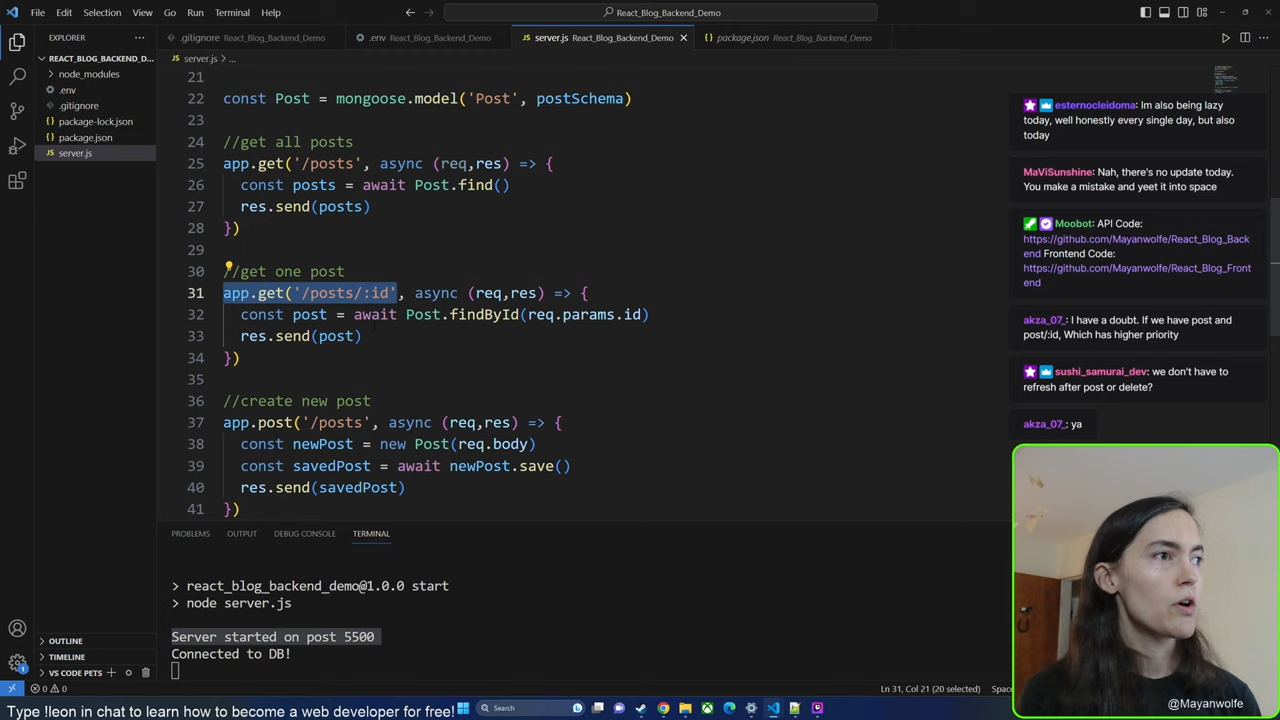 File Edit Selection View Go Run Terminal Help
React_Blog_Backend_Demo
EXPLORER
REACT_BLOG_BACKEND_D...
node_modules
.env
.gitignore
package-lock.json
package.json
server.js
OUTLINE
TIMELINE
VS CODE PETS
.gitignore React_Blog_Backend_Demo
.env React_Blog_Backend_Demo
JS server.js React_Blog_Backend_Demo
{} package.json React_Blog_Backend_Demo
JS server.js > ...
21
22 const Post = mongoose.model('Post', postSchema)
23
24 //get all posts
25 app.get('/posts', async (req,res) => {
26 const posts = await Post.find()
27 res.send(posts)
28 })
29
30 //get one post
31 app.get('/posts/:id', async (req,res) => {
32 const post = await Post.findById(req.params.id)
33 res.send(post)
34 })
35
36 //create new post
37 app.post('/posts', async (req,res) => {
38 const newPost = new Post(req.body)
39 const savedPost = await newPost.save()
40 res.send(savedPost)
41 })
PROBLEMS OUTPUT DEBUG CONSOLE TERMINAL
> react_blog_backend_demo@1.0.0 start
> node server.js
Server started on post 5500
Connected to DB!
esternocleidoma: Im also being lazy
today, well honestly every single day, but also
today
MaViSunshine: Nah, there's no update today.
You make a mistake and yeet it into space
Moobot: API Code:
https://github.com/Mayanwolfe/React_Blog_Back
end Frontend Code:
https://github.com/Mayanwolfe/React_Blog_Front
end
akza_07_: I have a doubt. If we have post and
post/:id, Which has higher priority
sushi_samurai_dev: we don't have to
refresh after post or delete?
akza_07_: ya
@Mayanwolfe
0 0
Ln 31, Col 21 (20 selected) Spac
Type !leon in chat to learn how to become a web developer for free!
Search